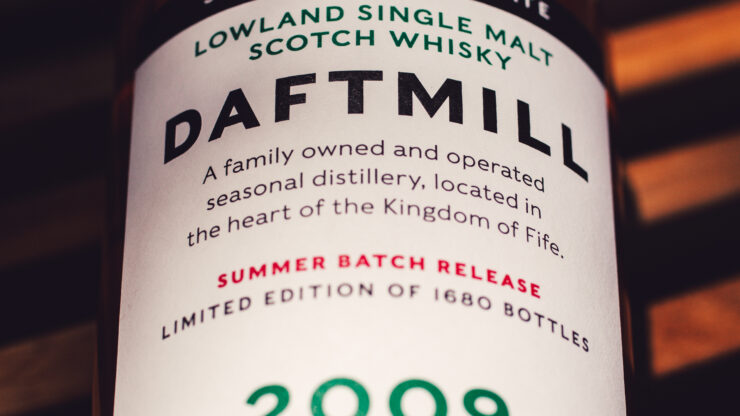 LOWLAND SINGLE MALT
SCOTCH WHISKY
DAFTMILL
A family owned and operated
seasonal distillery, located in
the heart of the Kingdom of Fife.
SUMMER BATCH RELEASE
LIMITED EDITION OF 1680 BOTTLES
2009